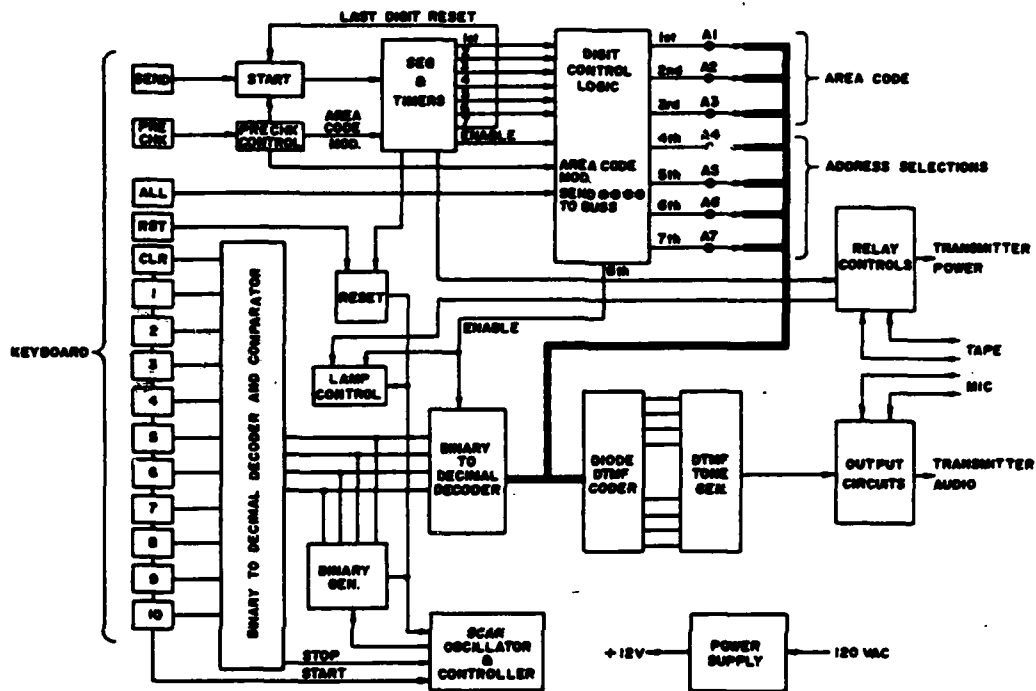 LAST DIGIT RESET
SEND
START
SEQ
&
TIMERS
1st
2
3
4
5
6
7
ENABLE
PRE
CHK
PRECHK
CONTROL
AREA
CODE
MOD.
DIGIT
CONTROL
LOGIC
AREA CODE
MOD.
SEND
TO BUSS
1st A1
2nd A2
3rd A3
4th A4
5th A5
6th A6
7th A7
AREA CODE
ADDRESS SELECTIONS
ALL
RST
CLR
1
2
3
4
5
6
7
8
9
10
KEYBOARD
BINARY TO DECIMAL DECODER AND COMPARATOR
RESET
6th
ENABLE
LAMP
CONTROL
BINARY
TO
DECIMAL
DECODER
BINARY
GEN.
STOP
START
SCAN
OSCILLATOR
&
CONTROLLER
DIODE
DTMF
CODER
DTMF
TONE
GEN.
RELAY
CONTROLS
TRANSMITTER
POWER
TAPE
MIC
OUTPUT
CIRCUITS
TRANSMITTER
AUDIO
+12V
POWER
SUPPLY
120 VAC